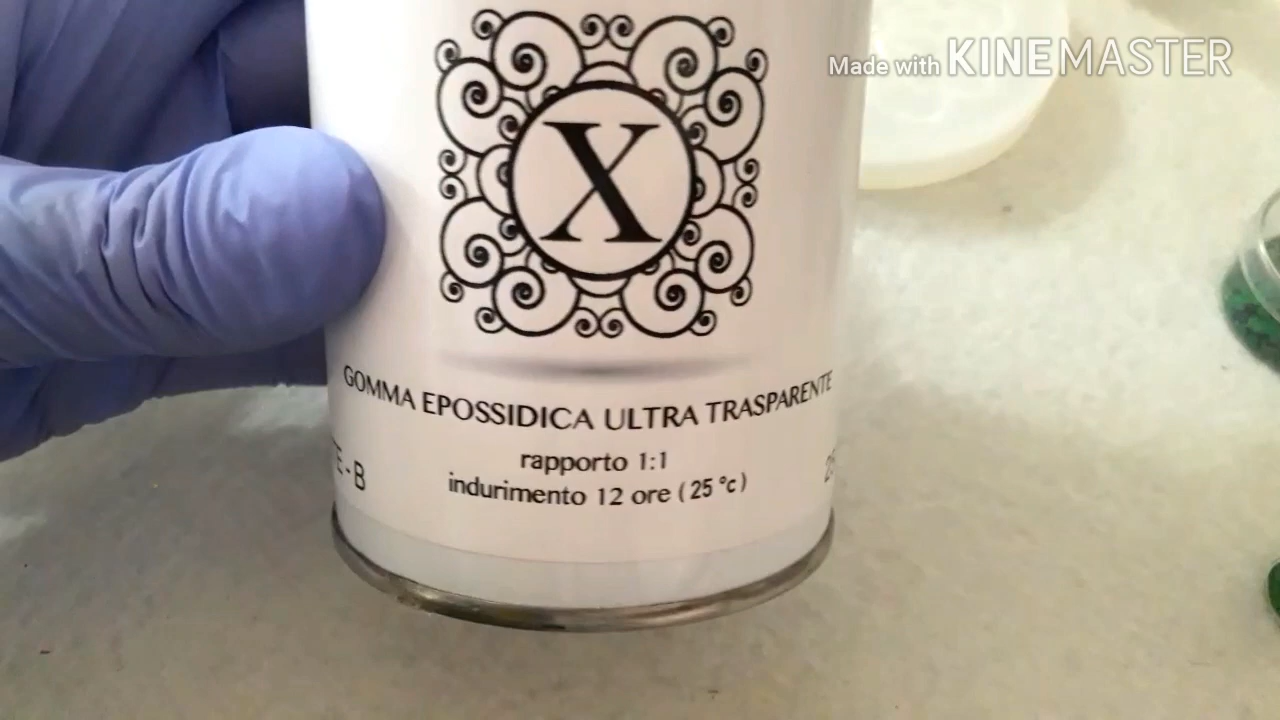 Made with KINEMASTER
X
GOMMA EPOSSIDICA ULTRA TRASPARENTE
rapporto 1:1
indurimento 12 ore (25 °c)
E-B